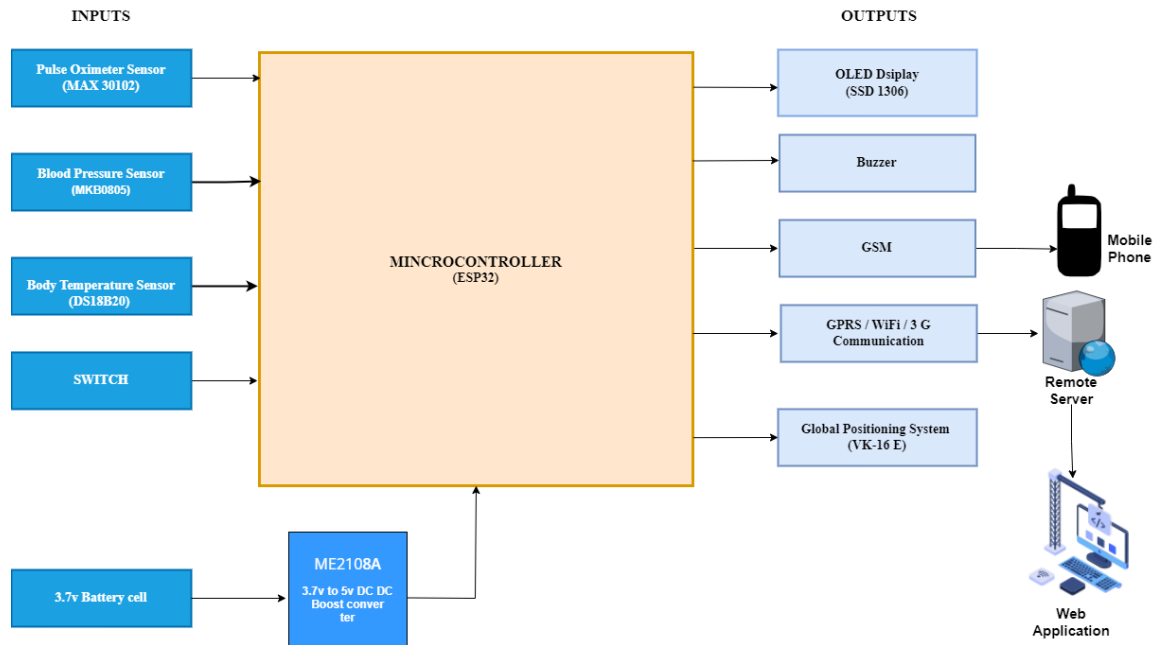 INPUTS
OUTPUTS
Pulse Oximeter Sensor
(MAX 30102)
Blood Pressure Sensor
(MKB0805)
Body Temperature Sensor
(DS18B20)
SWITCH
3.7v Battery cell
ME2108A
3.7v to 5v DC DC
Boost conver
ter
MINCROCONTROLLER
(ESP32)
OLED Dsiplay
(SSD 1306)
Buzzer
GSM
GPRS / WiFi / 3 G
Communication
Global Positioning System
(VK-16 E)
Mobile
Phone
Remote
Server
Web
Application